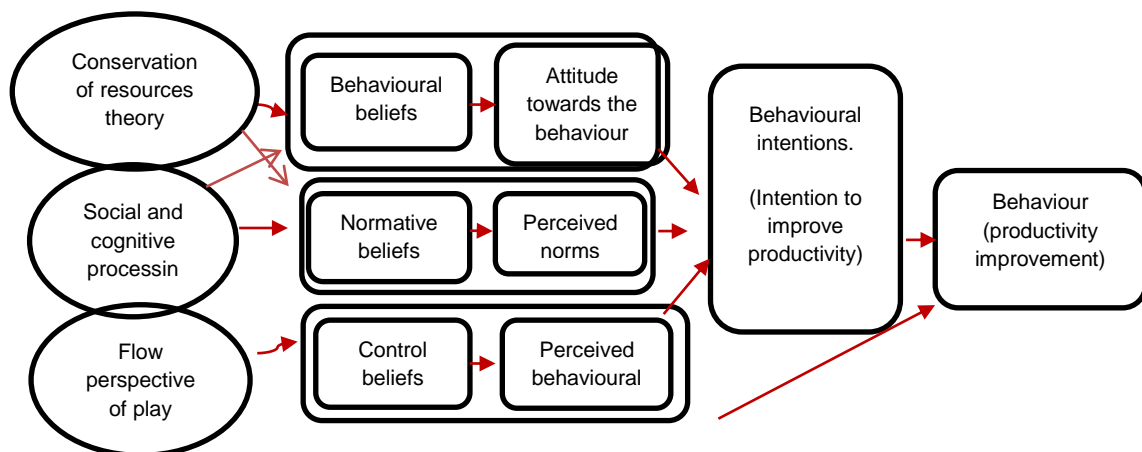 Conservation
of resources
theory
Social and
cognitive
processin
Flow
perspective
of play
Behavioural
beliefs
Attitude
towards the
behaviour
Normative
beliefs
Perceived
norms
Control
beliefs
Perceived
behavioural
Behavioural
intentions.
(Intention to
improve
productivity)
Behaviour
(productivity
improvement)